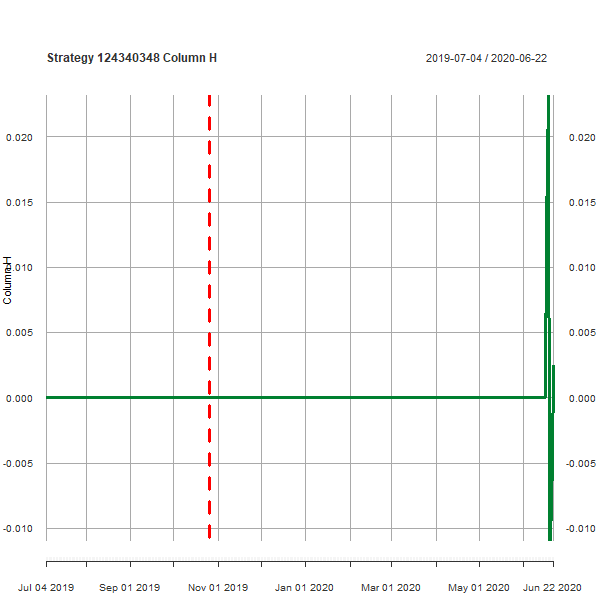 Strategy 124340348 Column H
2019-07-04 / 2020-06-22
0.020 0.020
0.015 0.015
0.010 0.010
Column H
0.005 0.005
0.000 0.000
-0.005 -0.005
-0.010 -0.010
Jul 04 2019 Sep 01 2019 Nov 01 2019 Jan 01 2020 Mar 01 2020 May 01 2020 Jun 22 2020